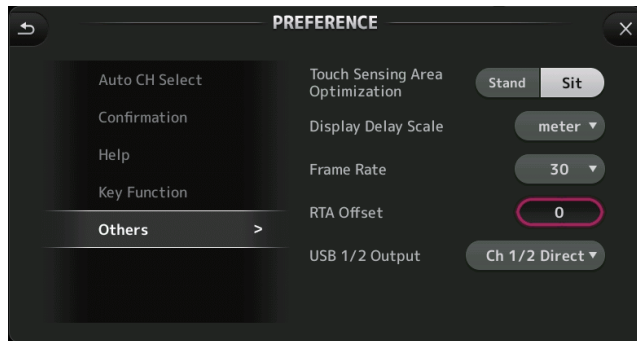 PREFERENCE
Auto CH Select
Confirmation
Help
Key Function
Others >
Touch Sensing Area
Optimization
Stand Sit
Display Delay Scale
meter
Frame Rate
30
RTA Offset
0
USB 1/2 Output
Ch 1/2 Direct